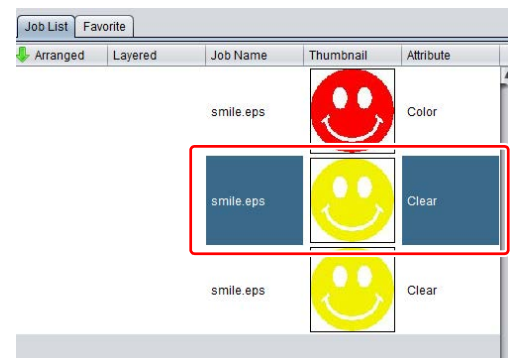 Job List Favorite
Arranged Layered Job Name Thumbnail Attribute
smile.eps Color
smile.eps Clear
smile.eps Clear